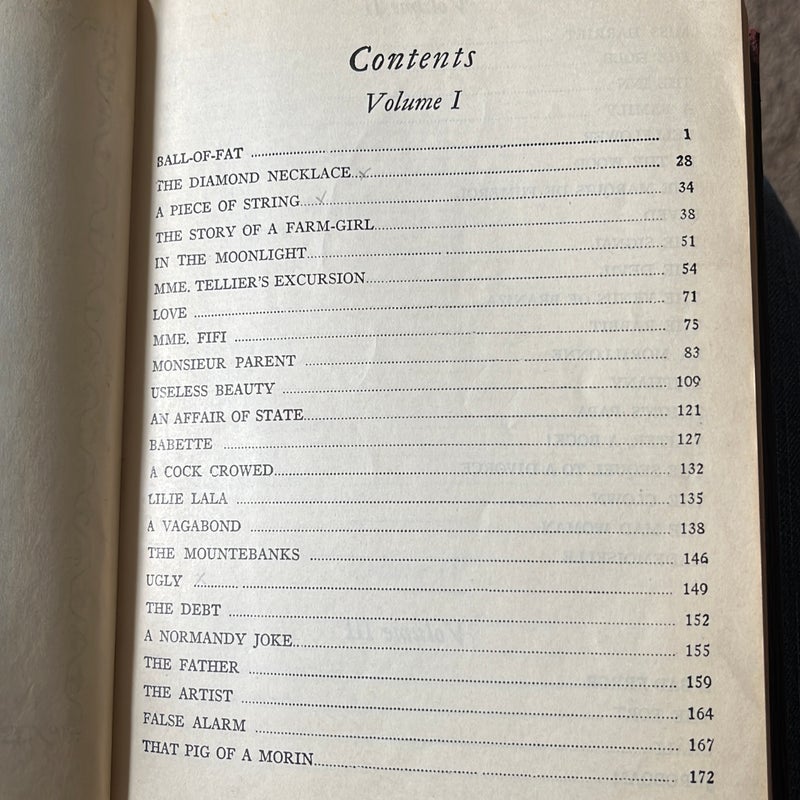 Contents
Volume I
BALL-OF-FAT ........ 1
THE DIAMOND NECKLACE ........ 28
A PIECE OF STRING ........ 34
THE STORY OF A FARM-GIRL ........ 38
IN THE MOONLIGHT ........ 51
MME. TELLIER'S EXCURSION ........ 54
LOVE ........ 71
MME. FIFI ........ 75
MONSIEUR PARENT ........ 83
USELESS BEAUTY ........ 109
AN AFFAIR OF STATE ........ 121
BABETTE ........ 127
A COCK CROWED ........ 132
LILIE LALA ........ 135
A VAGABOND ........ 138
THE MOUNTEBANKS ........ 146
UGLY ........ 149
THE DEBT ........ 152
A NORMANDY JOKE ........ 155
THE FATHER ........ 159
THE ARTIST ........ 164
FALSE ALARM ........ 167
THAT PIG OF A MORIN ........ 172